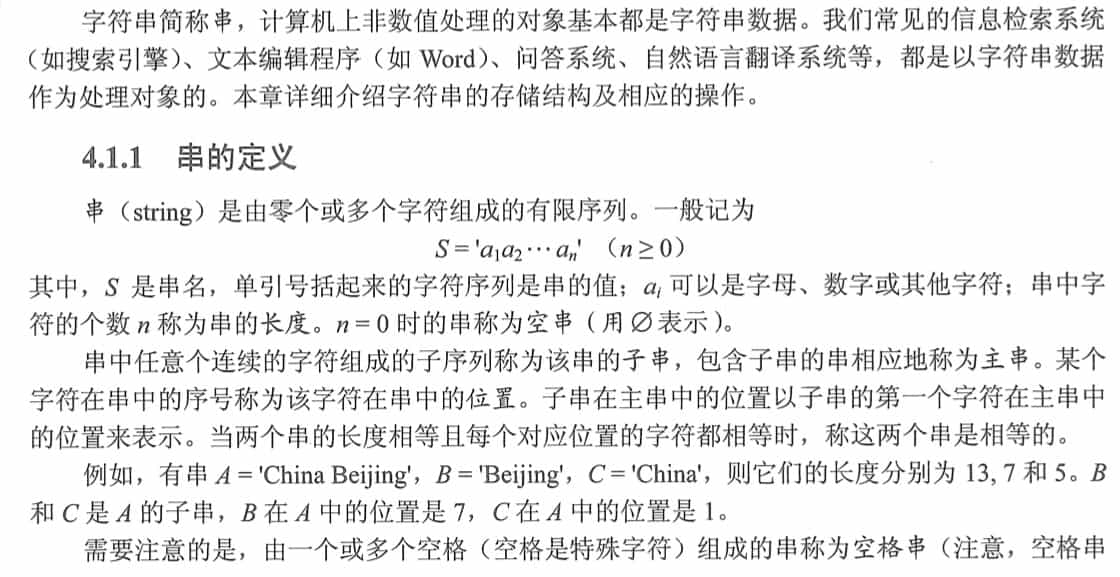 字符串简称串，计算机上非数值处理的对象基本都是字符串数据。我们常见的信息检索系统
（如搜索引擎）、文本编辑程序（如 Word）、问答系统、自然语言翻译系统等，都是以字符串数据
作为处理对象的。本章详细介绍字符串的存储结构及相应的操作。
4.1.1 串的定义
串（string）是由零个或多个字符组成的有限序列。一般记为
S = 'a₁a₂⋯aₙ' （n ≥ 0）
其中，S 是串名，单引号括起来的字符序列是串的值；aᵢ 可以是字母、数字或其他字符；串中字
符的个数 n 称为串的长度。n = 0 时的串称为空串（用∅表示）。
串中任意个连续的字符组成的子序列称为该串的子串，包含子串的串相应地称为主串。某个
字符在串中的序号称为该字符在串中的位置。子串在主串中的位置以子串的第一个字符在主串中
的位置来表示。当两个串的长度相等且每个对应位置的字符都相等时，称这两个串是相等的。
例如，有串 A = 'China Beijing'，B = 'Beijing'，C = 'China'，则它们的长度分别为 13, 7 和 5。B
和 C 是 A 的子串，B 在 A 中的位置是 7，C 在 A 中的位置是 1。
需要注意的是，由一个或多个空格（空格是特殊字符）组成的串称为空格串（注意，空格串